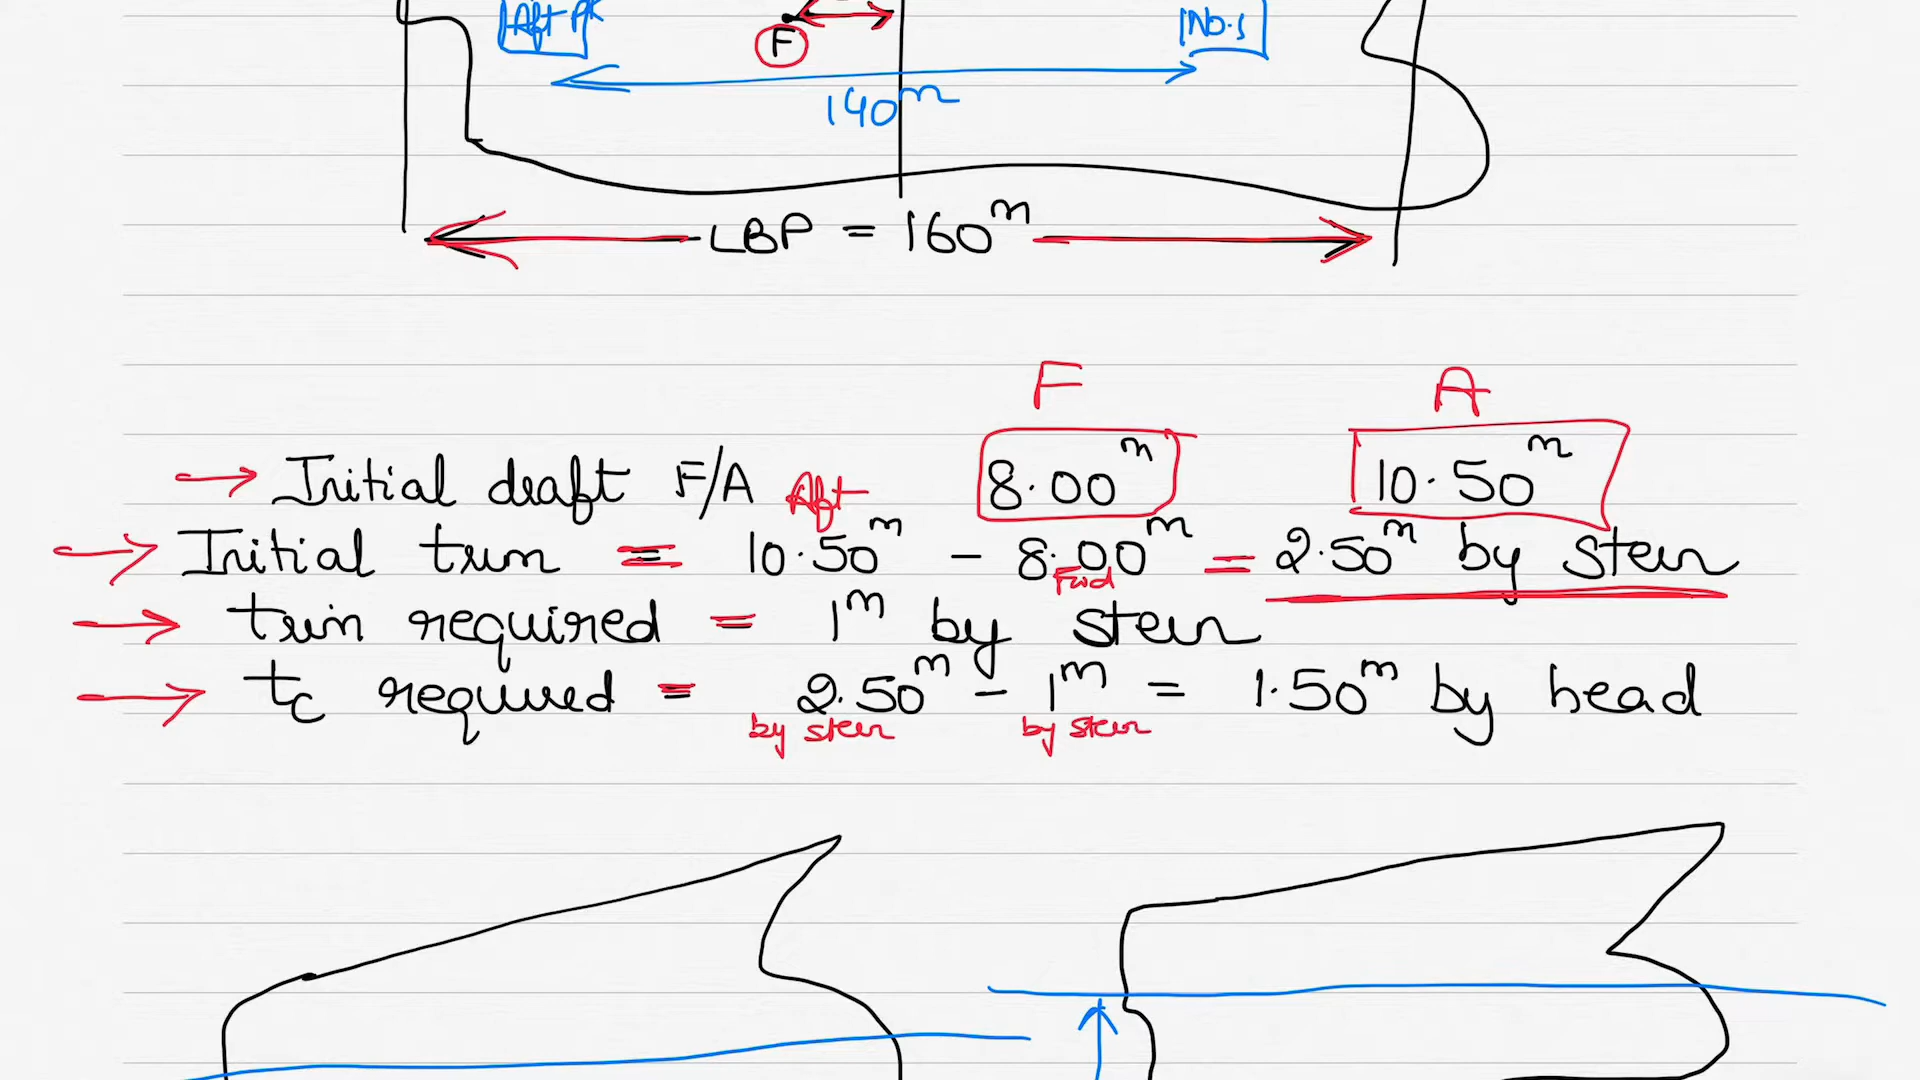 Aft Pk
F
No.1
140m
LBP = 160m
F A
→ Initial draft F/A 8.00m 10.50m
Aft
→ Initial trim = 10.50m - 8.00m = 2.50m by stern
Fwd
→ trim required = 1m by stern
→ tc required = 2.50m - 1m = 1.50m by head
by stern by stern